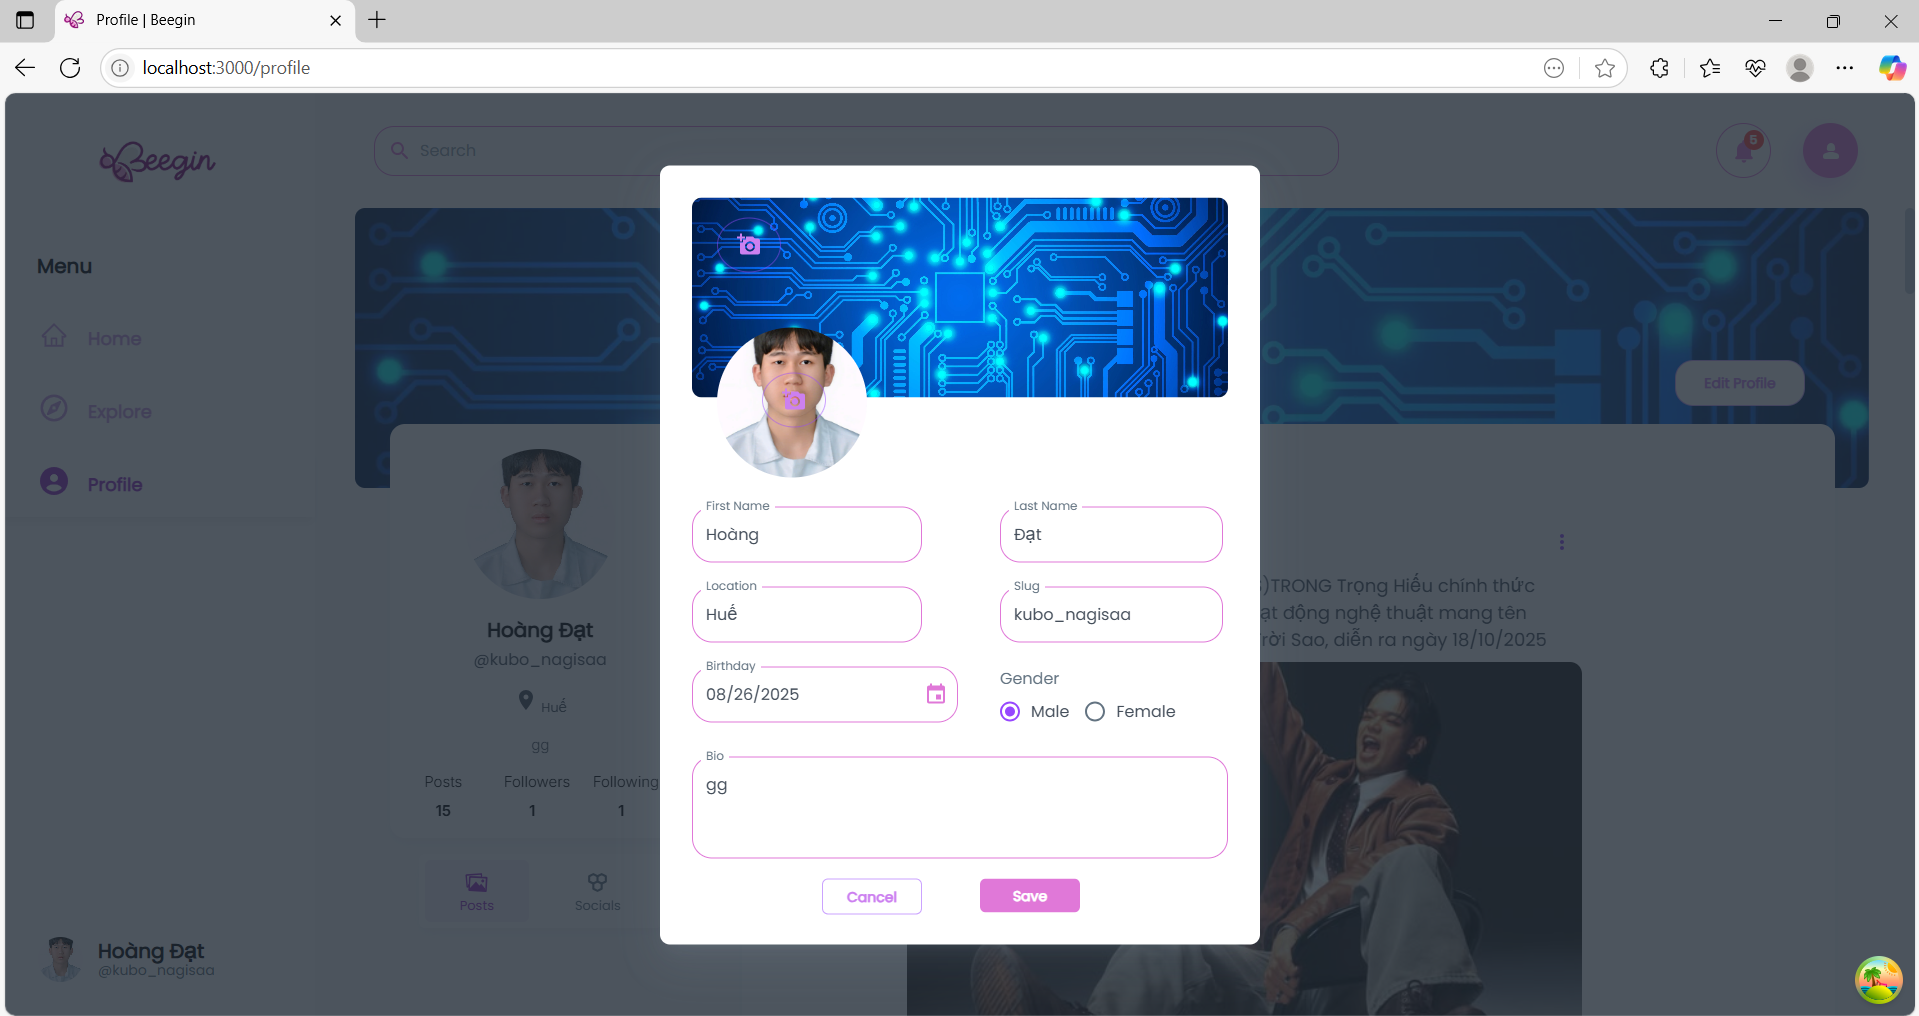 Profile | Beegin
localhost:3000/profile
Beegin
Search
5
Menu
Home
Explore
Profile
Edit Profile
First Name
Hoàng
Last Name
Đạt
Location
Huế
Slug
kubo_nagisaa
Birthday
08/26/2025
Gender
Male
Female
Bio
gg
Cancel
Save
Hoàng Đạt
@kubo_nagisaa
Huế
gg
Posts Followers Following
15 1 1
Posts
Socials
)TRONG Trọng Hiếu chính thức
ạt động nghệ thuật mang tên
rời Sao, diễn ra ngày 18/10/2025
Hoàng Đạt
@kubo_nagisaa